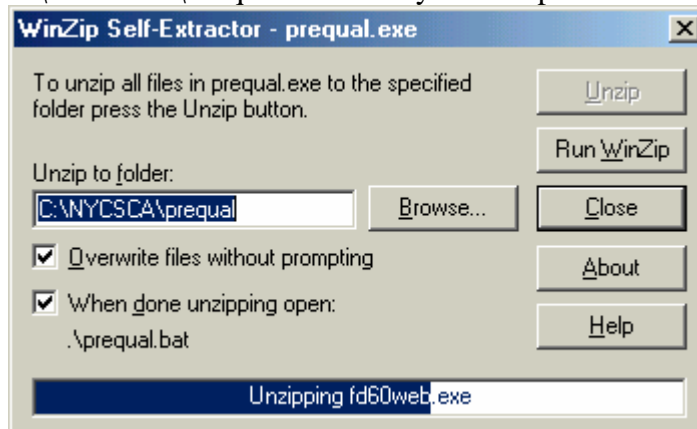 WinZip Self-Extractor - prequal.exe
To unzip all files in prequal.exe to the specified
folder press the Unzip button.
Unzip to folder:
C:\NYCSCA\prequal
Browse...
Overwrite files without prompting
When done unzipping open:
.\prequal.bat
Unzip
Run WinZip
Close
About
Help
Unzipping fd60web.exe